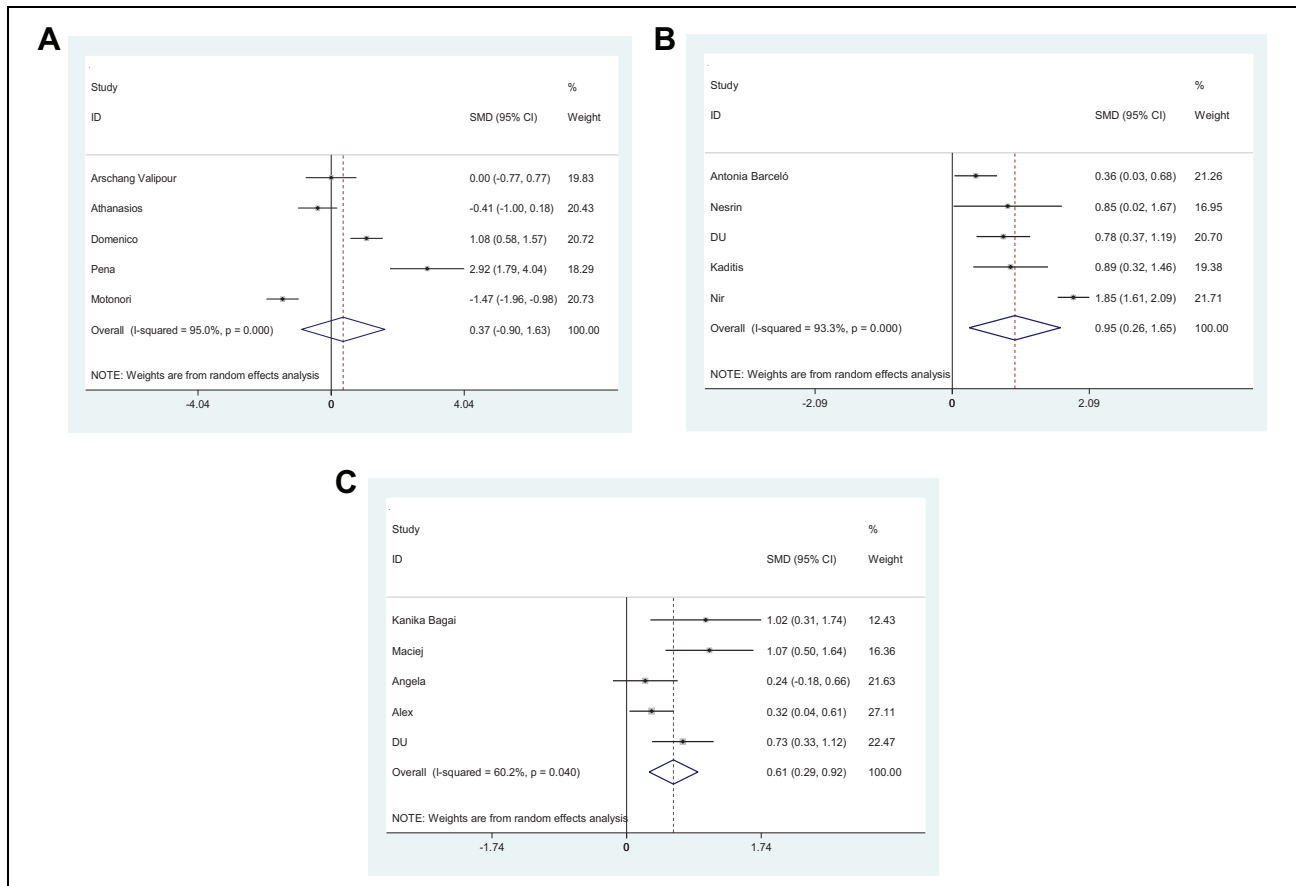 A
Study %
ID SMD (95% CI) Weight
Arschang Valipour 0.00 (-0.77, 0.77) 19.83
Athanasios -0.41 (-1.00, 0.18) 20.43
Domenico 1.08 (0.58, 1.57) 20.72
Pena 2.92 (1.79, 4.04) 18.29
Motonori -1.47 (-1.96, -0.98) 20.73
Overall (I-squared = 95.0%, p = 0.000) 0.37 (-0.90, 1.63) 100.00
NOTE: Weights are from random effects analysis
-4.04 0 4.04
B
Study %
ID SMD (95% CI) Weight
Antonia Barceló 0.36 (0.03, 0.68) 21.26
Nesrin 0.85 (0.02, 1.67) 16.95
DU 0.78 (0.37, 1.19) 20.70
Kaditis 0.89 (0.32, 1.46) 19.38
Nir 1.85 (1.61, 2.09) 21.71
Overall (I-squared = 93.3%, p = 0.000) 0.95 (0.26, 1.65) 100.00
NOTE: Weights are from random effects analysis
-2.09 0 2.09
C
Study %
ID SMD (95% CI) Weight
Kanika Bagai 1.02 (0.31, 1.74) 12.43
Maciej 1.07 (0.50, 1.64) 16.36
Angela 0.24 (-0.18, 0.66) 21.63
Alex 0.32 (0.04, 0.61) 27.11
DU 0.73 (0.33, 1.12) 22.47
Overall (I-squared = 60.2%, p = 0.040) 0.61 (0.29, 0.92) 100.00
NOTE: Weights are from random effects analysis
-1.74 0 1.74